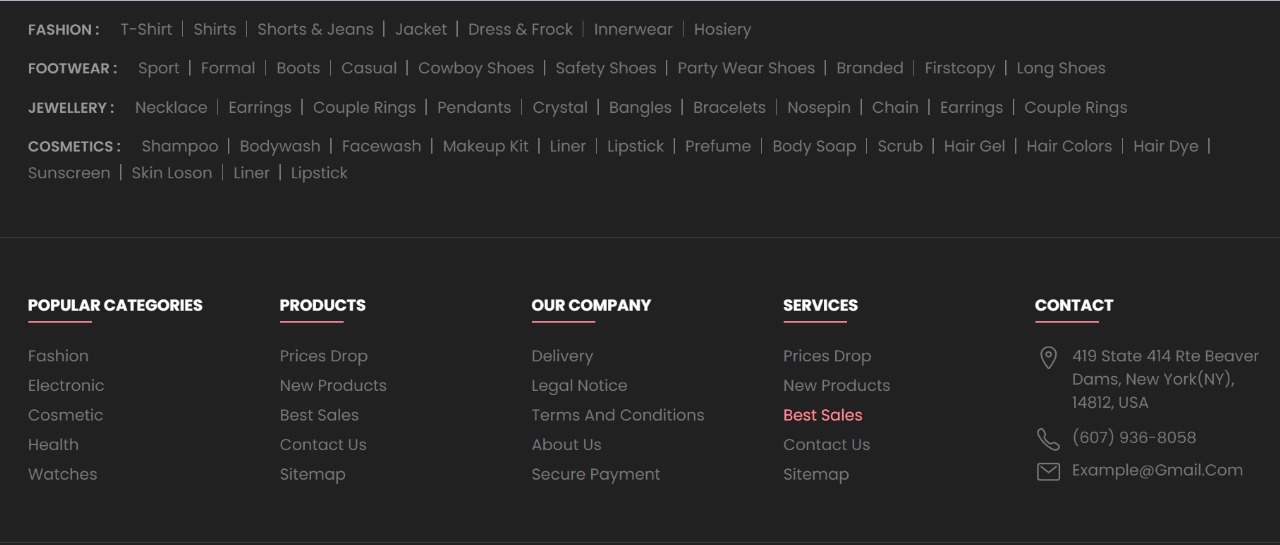 FASHION : T-Shirt | Shirts | Shorts & Jeans | Jacket | Dress & Frock | Innerwear | Hosiery
FOOTWEAR : Sport | Formal | Boots | Casual | Cowboy Shoes | Safety Shoes | Party Wear Shoes | Branded | Firstcopy | Long Shoes
JEWELLERY : Necklace | Earrings | Couple Rings | Pendants | Crystal | Bangles | Bracelets | Nosepin | Chain | Earrings | Couple Rings
COSMETICS : Shampoo | Bodywash | Facewash | Makeup Kit | Liner | Lipstick | Prefume | Body Soap | Scrub | Hair Gel | Hair Colors | Hair Dye |
Sunscreen | Skin Loson | Liner | Lipstick
POPULAR CATEGORIES
Fashion
Electronic
Cosmetic
Health
Watches
PRODUCTS
Prices Drop
New Products
Best Sales
Contact Us
Sitemap
OUR COMPANY
Delivery
Legal Notice
Terms And Conditions
About Us
Secure Payment
SERVICES
Prices Drop
New Products
Best Sales
Contact Us
Sitemap
CONTACT
419 State 414 Rte Beaver
Dams, New York(NY),
14812, USA
(607) 936-8058
Example@Gmail.Com